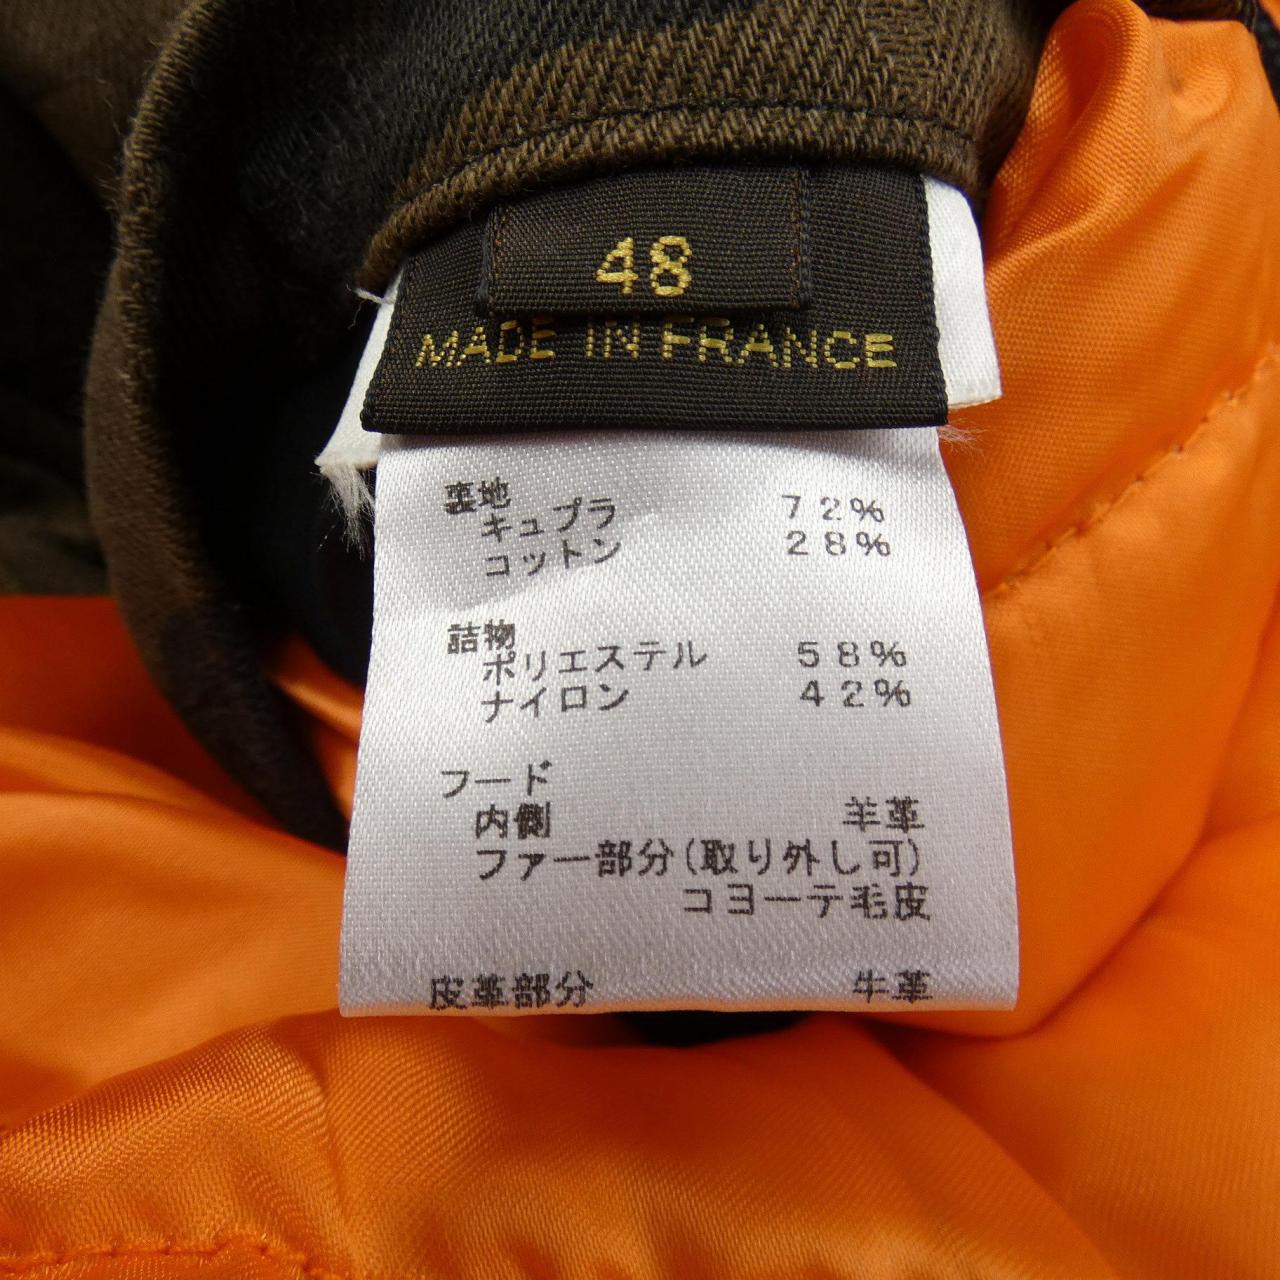 48
MADE IN FRANCE
裏地
キュプラ 72%
コットン 28%
詰物
ポリエステル 58%
ナイロン 42%
フード
内側 羊革
ファー部分(取り外し可)
コヨーテ毛皮
皮革部分 牛革